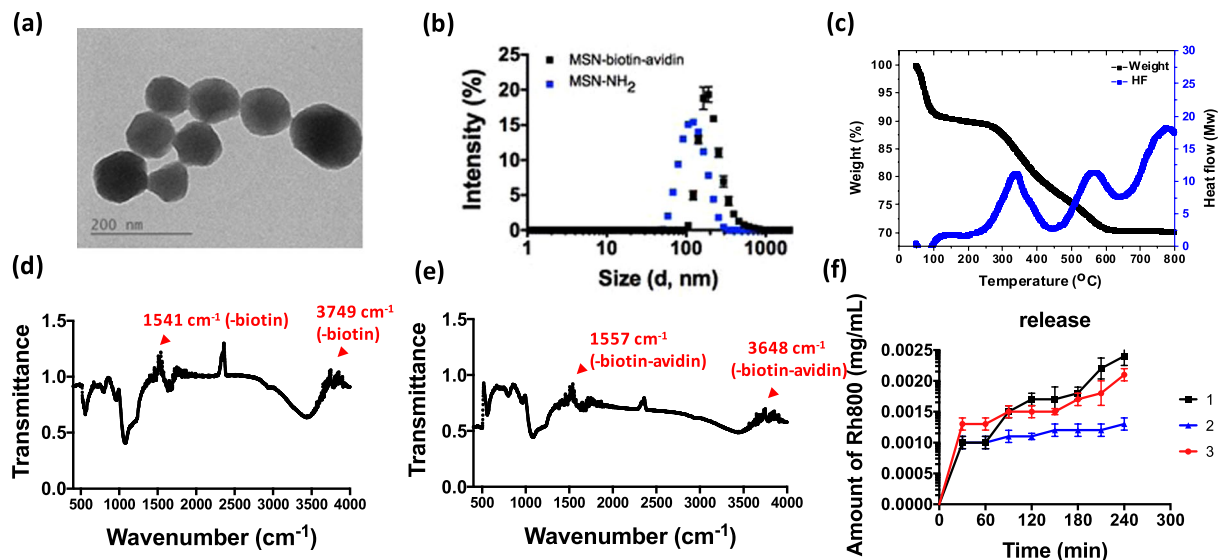 (a)
200 nm
(b)
Intensity (%)
25
20
15
10
5
0
MSN-biotin-avidin
MSN-NH2
1
10
100
1000
Size (d, nm)
(c)
Weight (%)
100
90
80
70
Weight
HF
30
25
20
15
10
5
0
Heat flow (Mw)
0 100 200 300 400 500 600 700 800
Temperature (°C)
(d)
Transmittance
1.5
1.0
0.5
0.0
1541 cm-1 (-biotin)
3749 cm-1
(-biotin)
500 1000 1500 2000 2500 3000 3500 4000
Wavenumber (cm-1)
(e)
Transmittance
1.5
1.0
0.5
0.0
1557 cm-1
(-biotin-avidin)
3648 cm-1
(-biotin-avidin)
500 1000 1500 2000 2500 3000 3500 4000
Wavenumber (cm-1)
(f)
release
Amount of Rh800 (mg/mL)
0.0025
0.0020
0.0015
0.0010
0.0005
0.0000
1
2
3
0 60 120 180 240 300
Time (min)